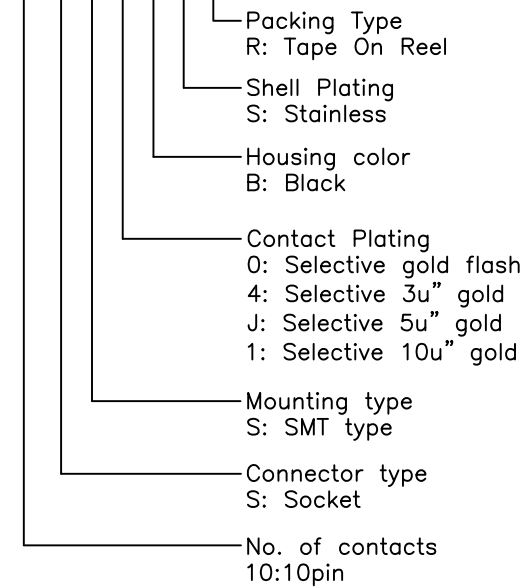 Packing Type
R: Tape On Reel
Shell Plating
S: Stainless
Housing color
B: Black
Contact Plating
0: Selective gold flash
4: Selective 3u" gold
J: Selective 5u" gold
1: Selective 10u" gold
Mounting type
S: SMT type
Connector type
S: Socket
No. of contacts
10:10pin